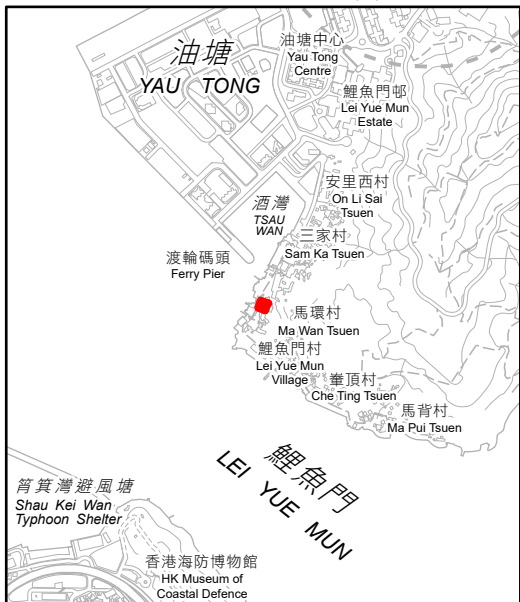 油塘
YAU TONG
油塘中心
Yau Tong
Centre
鯉魚門邨
Lei Yue Mun
Estate
安里西村
On Li Sai
Tsuen
酒灣
TSAU
WAN
三家村
Sam Ka Tsuen
渡輪碼頭
Ferry Pier
馬環村
Ma Wan Tsuen
鯉魚門村
Lei Yue Mun
Village
輋頂村
Che Ting Tsuen
馬背村
Ma Pui Tsuen
鯉魚門
LEI YUE MUN
筲箕灣避風塘
Shau Kei Wan
Typhoon Shelter
香港海防博物館
HK Museum of
Coastal Defence